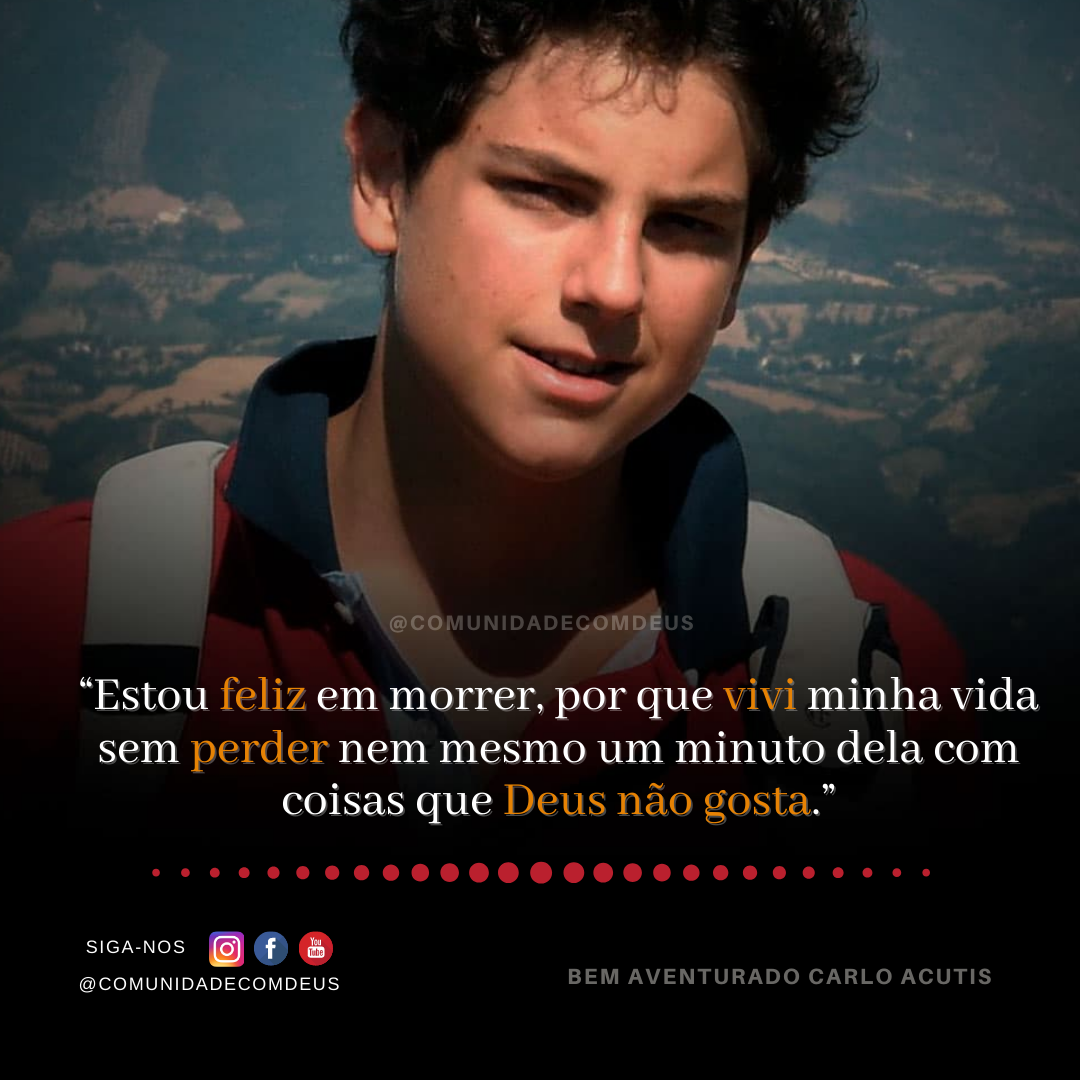 @COMUNIDADECOMDEUS
“Estou feliz em morrer, por que vivi minha vida
sem perder nem mesmo um minuto dela com
coisas que Deus não gosta.”
SIGA-NOS
You
Tube
@COMUNIDADECOMDEUS
BEM AVENTURADO CARLO ACUTIS